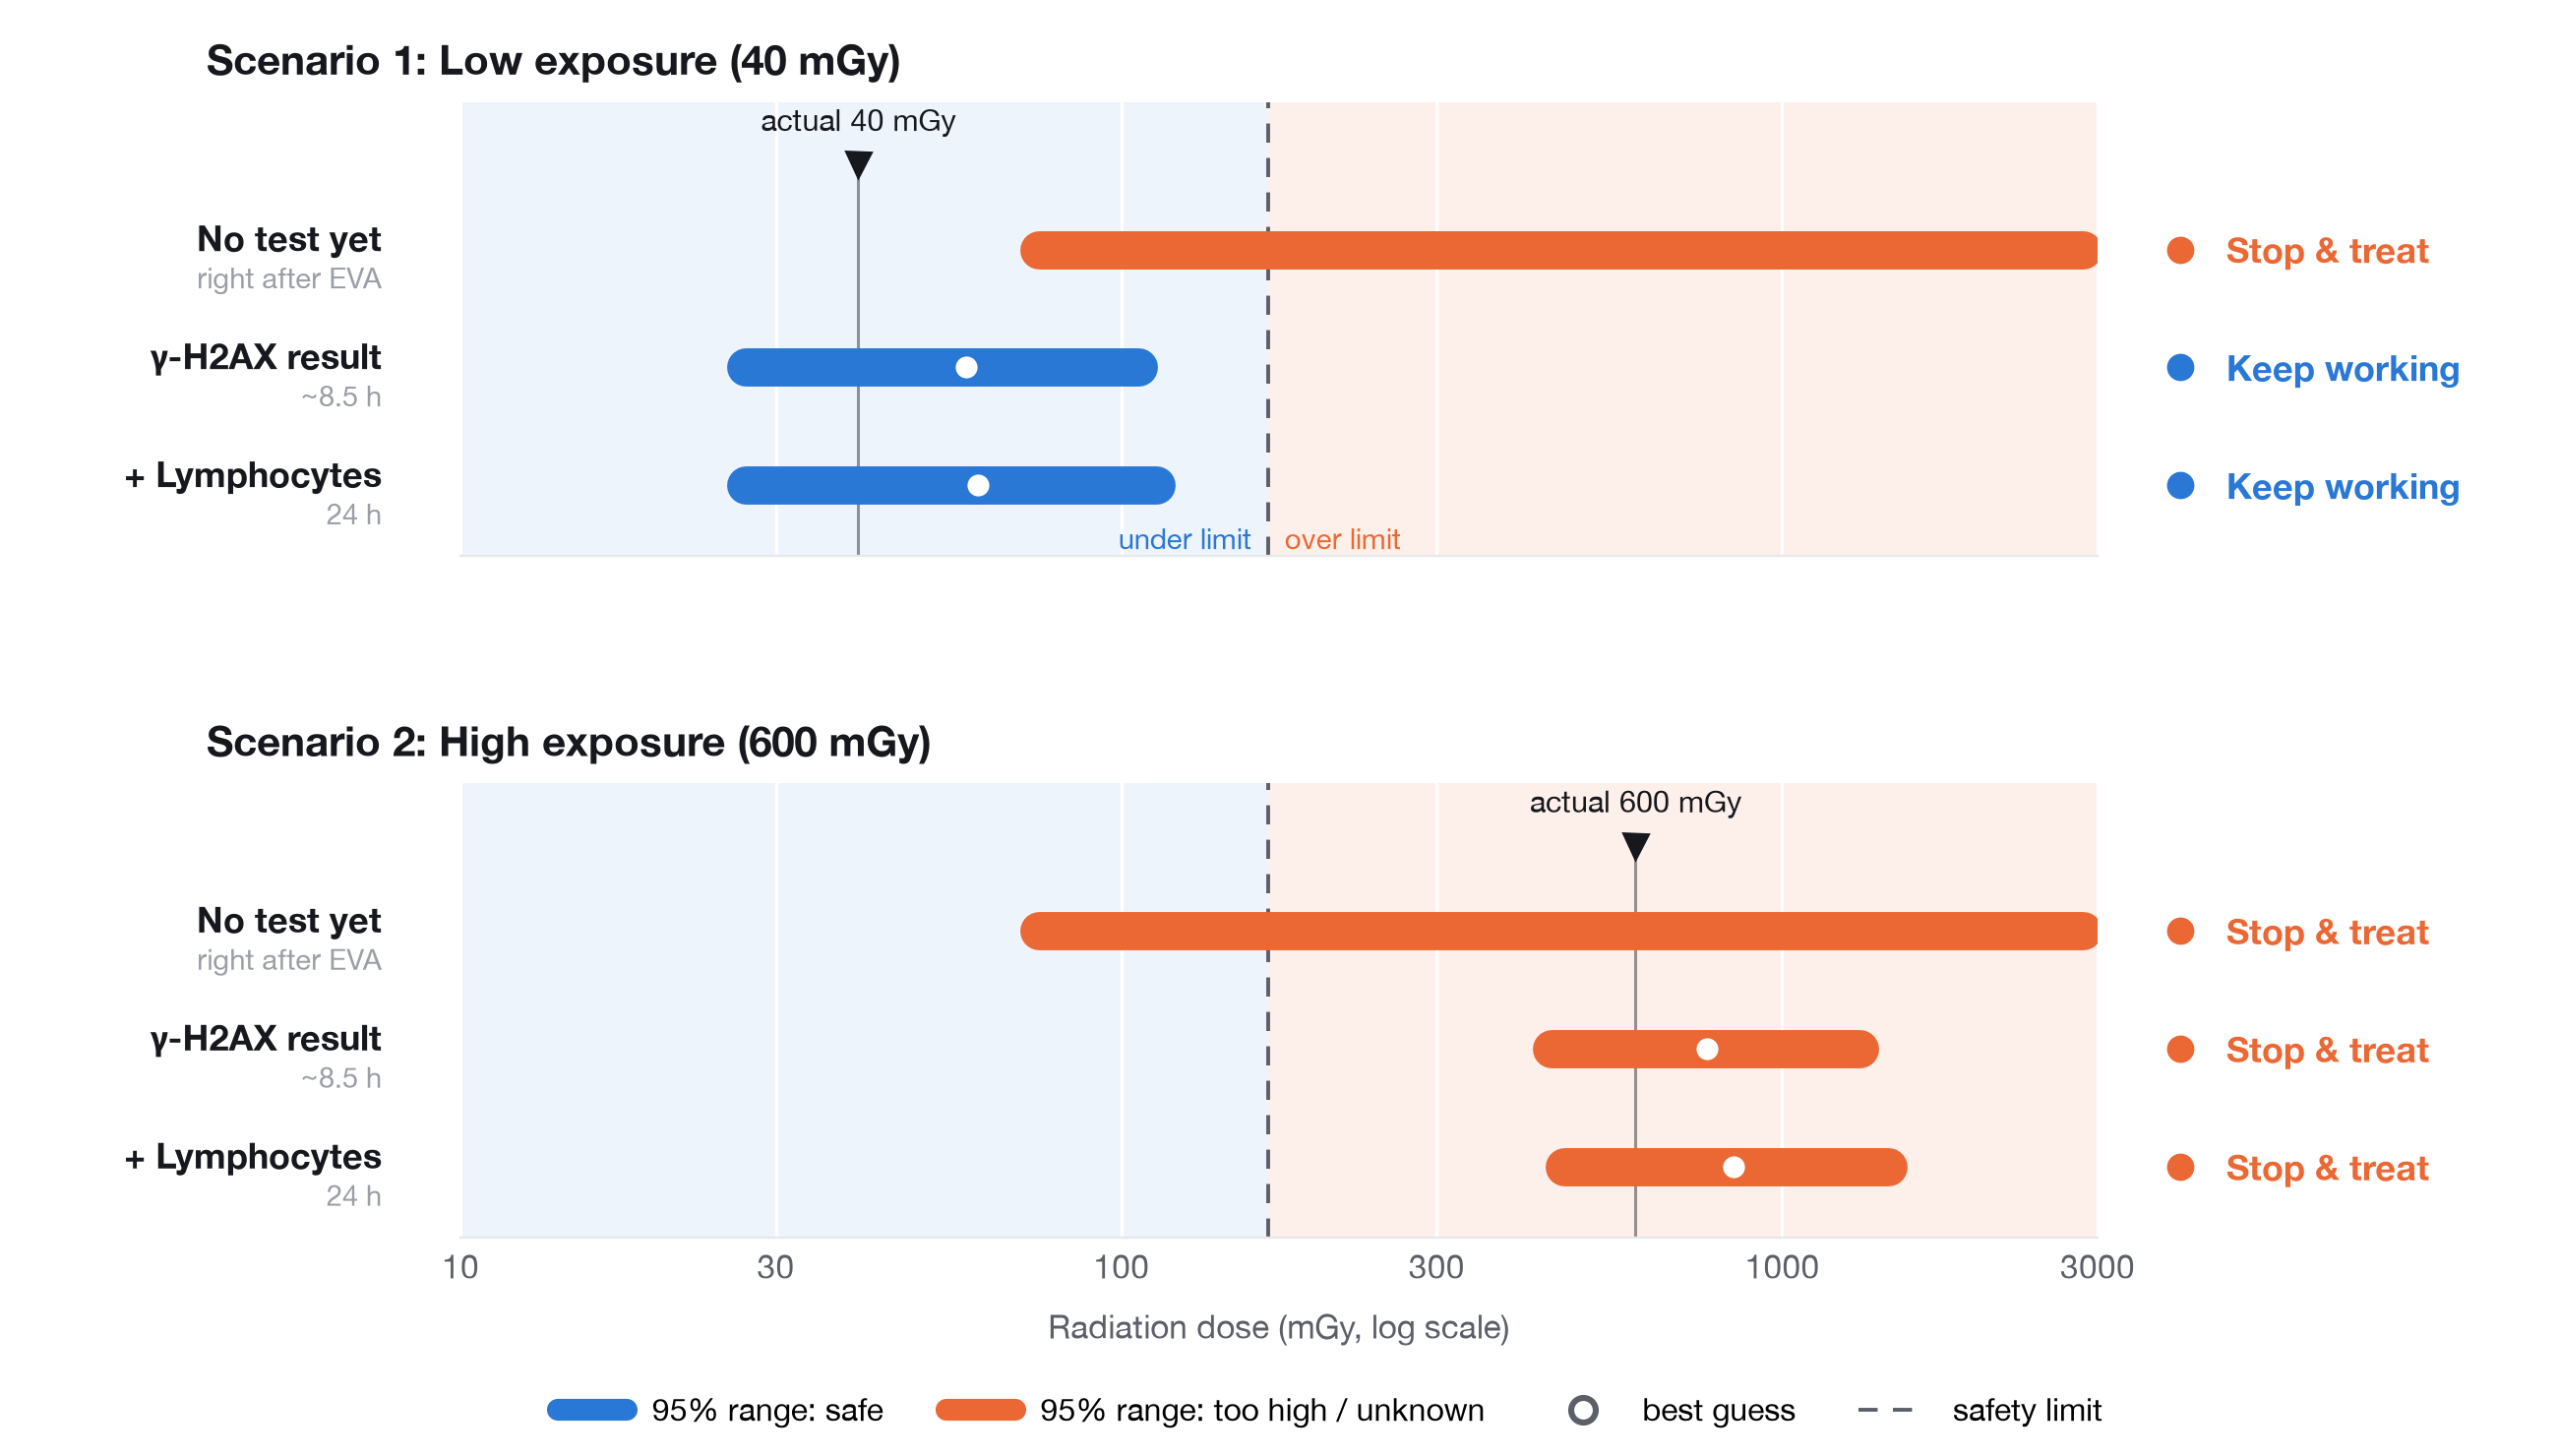 Scenario 1: Low exposure (40 mGy)
actual 40 mGy
No test yet
right after EVA
Stop & treat
γ-H2AX result
~8.5 h
Keep working
+ Lymphocytes
24 h
Keep working
under limit
over limit
Scenario 2: High exposure (600 mGy)
actual 600 mGy
No test yet
right after EVA
Stop & treat
γ-H2AX result
~8.5 h
Stop & treat
+ Lymphocytes
24 h
Stop & treat
10 30 100 300 1000 3000
Radiation dose (mGy, log scale)
95% range: safe
95% range: too high / unknown
best guess
safety limit